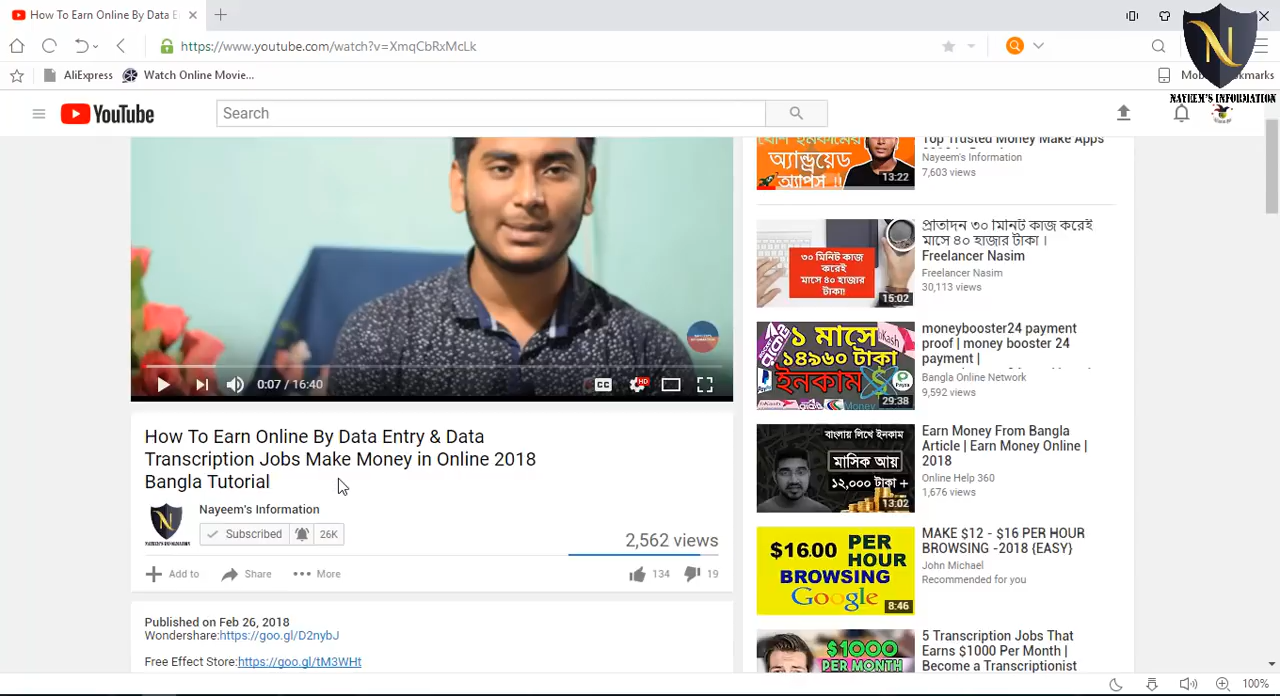 How To Earn Online By Data E
https://www.youtube.com/watch?v=XmqCbRxMcLk
AliExpress
Watch Online Movie...
Mob
okmarks
N
NAYEEM'S INFORMATION
YouTube
Search
0:07 / 16:40
CC
HD
How To Earn Online By Data Entry & Data
Transcription Jobs Make Money in Online 2018
Bangla Tutorial
Nayeem's Information
Subscribed
26K
2,562 views
Add to
Share
More
134
19
Published on Feb 26, 2018
Wondershare:https://goo.gl/D2nybJ
Free Effect Store:https://goo.gl/tM3WHt
অ্যান্ড্রয়েড
অ্যাপস !!
13:22
Top Trusted Money Make Apps
Nayeem's Information
7,603 views
৩০ মিনিট কাজ
করেই
মাসে ৪০ হাজার
টাকা!
15:02
প্রতিদিন ৩০ মিনিট কাজ করেই
মাসে ৪০ হাজার টাকা ।
Freelancer Nasim
Freelancer Nasim
30,113 views
১ মাসে
১৪৯৬০ টাকা
ইনকাম
29:38
moneybooster24 payment
proof | money booster 24
payment |
Bangla Online Network
9,592 views
বাংলায় লিখে ইনকাম
মাসিক আয়
১২,০০০ টাকা +
13:02
Earn Money From Bangla
Article | Earn Money Online |
2018
Online Help 360
1,676 views
$16.00 PER
HOUR
BROWSING
Google
8:46
MAKE $12 - $16 PER HOUR
BROWSING -2018 {EASY}
John Michael
Recommended for you
$1000
PER MONTH
5 Transcription Jobs That
Earns $1000 Per Month |
Become a Transcriptionist
100%